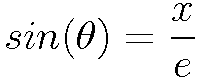 sin(θ) = x/e